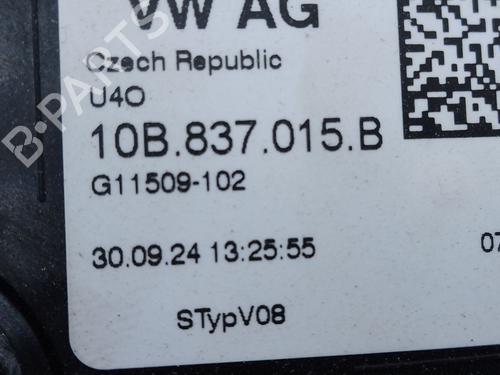 VW AG
Czech Republic
U4O
10B.837.015.B
G11509-102
30.09.24 13:25:55
07
STypV08
B-PARTS